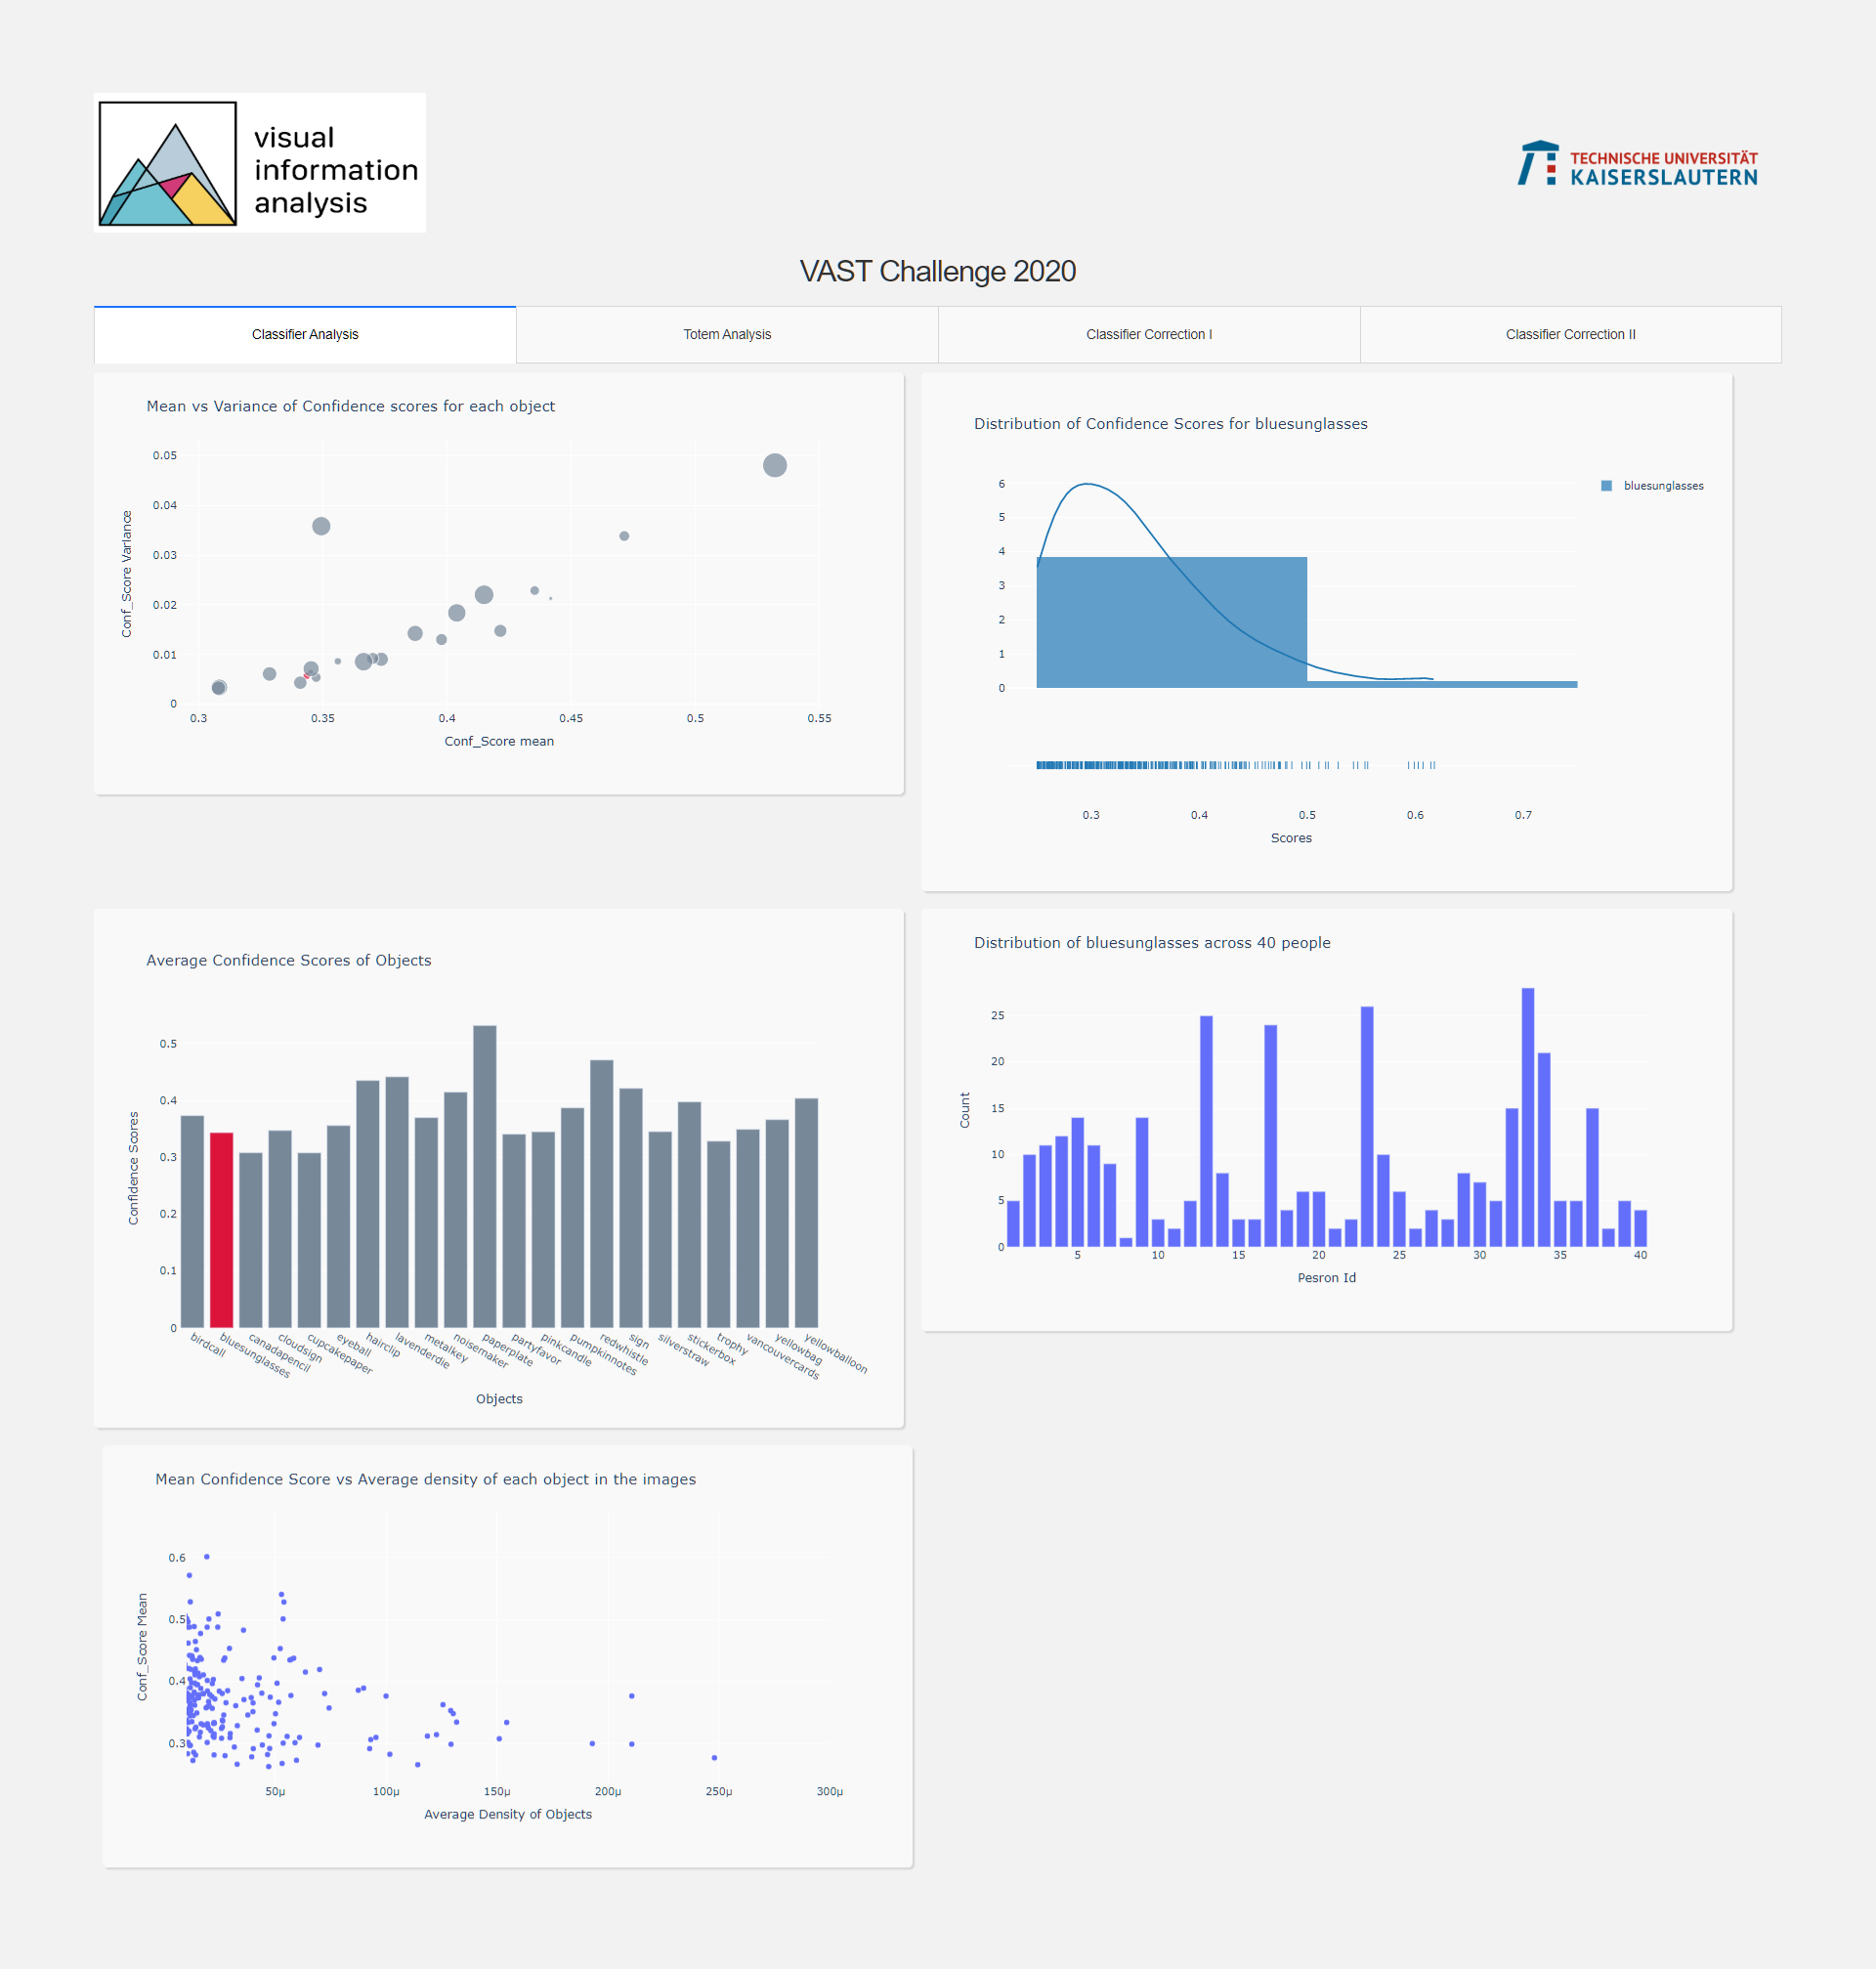 visual
information
analysis
TECHNISCHE UNIVERSITÄT
KAISERSLAUTERN
VAST Challenge 2020
Classifier Analysis
Totem Analysis
Classifier Correction I
Classifier Correction II
Mean vs Variance of Confidence scores for each object
0.05
0.04
0.03
0.02
0.01
0
Conf_Score Variance
0.3 0.35 0.4 0.45 0.5 0.55
Conf_Score mean
Distribution of Confidence Scores for bluesunglasses
6
5
4
3
2
1
0
bluesunglasses
0.3 0.4 0.5 0.6 0.7
Scores
Average Confidence Scores of Objects
0.5
0.4
0.3
0.2
0.1
0
Confidence Scores
birdcall
bluesunglasses
canadapencil
cloudsign
cupcakepaper
eyeball
hairclip
lavenderdie
metalkey
noisemaker
paperplate
partyfavor
pinkcandle
pumpkinnotes
redwhistle
sign
silverstraw
stickerbox
trophy
vancouvercards
yellowbag
yellowballoon
Objects
Distribution of bluesunglasses across 40 people
25
20
15
10
5
0
Count
5 10 15 20 25 30 35 40
Pesron Id
Mean Confidence Score vs Average density of each object in the images
0.6
0.5
0.4
0.3
Conf_Score Mean
50μ 100μ 150μ 200μ 250μ 300μ
Average Density of Objects